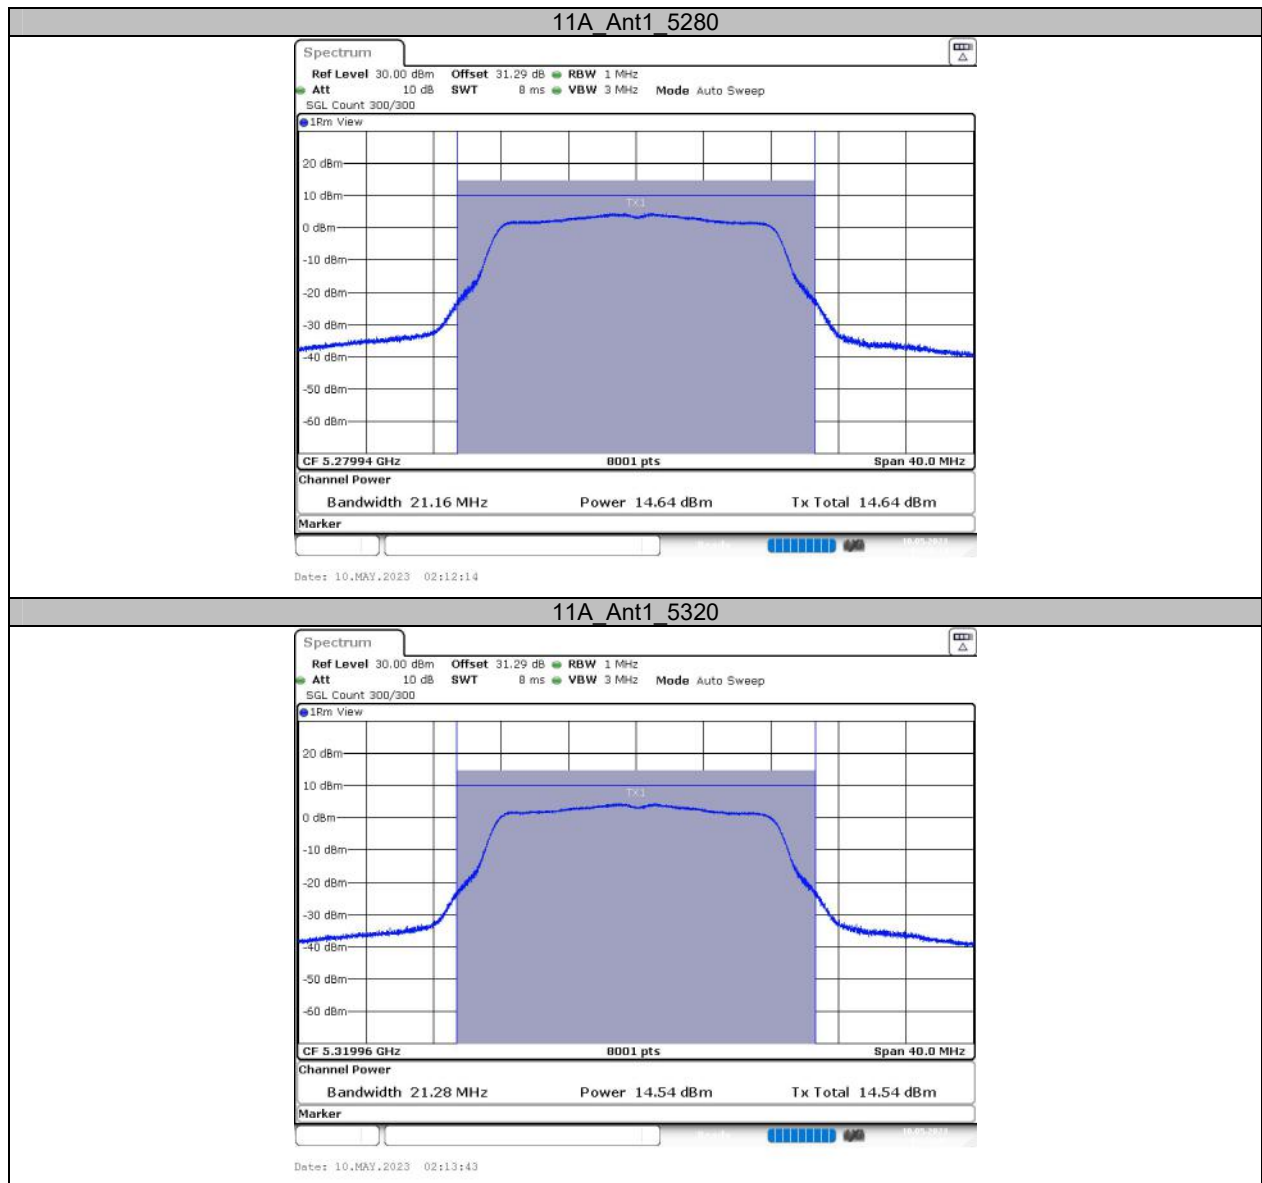 11A_Ant1_5280
Spectrum
Ref Level 30.00 dBm Offset 31.29 dB RBW 1 MHz
Att 10 dB SWT 8 ms VBW 3 MHz Mode Auto Sweep
SGL Count 300/300
1Rm View
20 dBm
10 dBm
TX1
0 dBm
-10 dBm
-20 dBm
-30 dBm
-40 dBm
-50 dBm
-60 dBm
CF 5.27994 GHz 8001 pts Span 40.0 MHz
Channel Power
Bandwidth 21.16 MHz Power 14.64 dBm Tx Total 14.64 dBm
Marker
Date: 10.MAY.2023 02:12:14
11A_Ant1_5320
Spectrum
Ref Level 30.00 dBm Offset 31.29 dB RBW 1 MHz
Att 10 dB SWT 8 ms VBW 3 MHz Mode Auto Sweep
SGL Count 300/300
1Rm View
20 dBm
10 dBm
TX1
0 dBm
-10 dBm
-20 dBm
-30 dBm
-40 dBm
-50 dBm
-60 dBm
CF 5.31996 GHz 8001 pts Span 40.0 MHz
Channel Power
Bandwidth 21.28 MHz Power 14.54 dBm Tx Total 14.54 dBm
Marker
Date: 10.MAY.2023 02:13:43